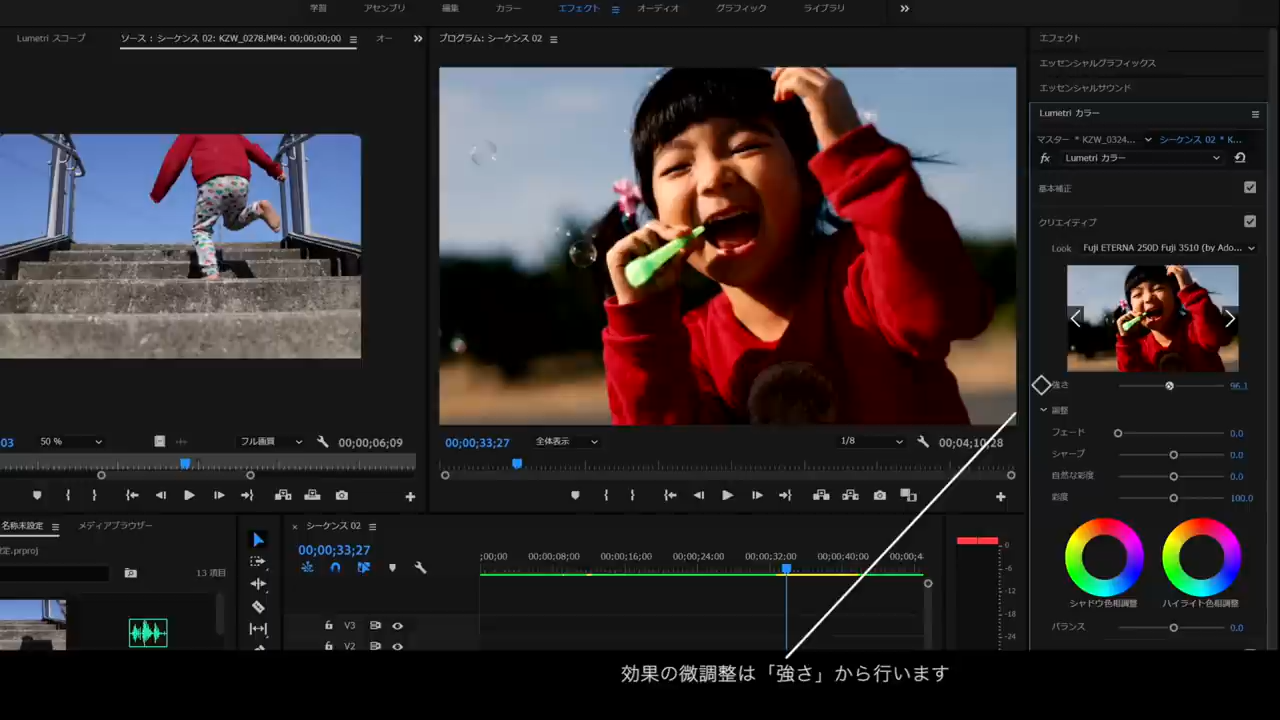 学習 アセンブリ 編集 カラー エフェクト オーディオ グラフィック ライブラリ
Lumetri スコープ ソース : シーケンス 02: KZW_0278.MP4: 00;00;00;00 オー プログラム: シーケンス 02
エフェクト
エッセンシャルグラフィックス
エッセンシャルサウンド
Lumetri カラー
マスター * KZW_0324... シーケンス 02 * K...
fx Lumetri カラー
基本補正
クリエイティブ
Look Fuji ETERNA 250D Fuji 3510 (by Ado...
強さ 96.1
調整
フェード 0.0
シャープ 0.0
自然な彩度 0.0
彩度 100.0
シャドウ色相調整 ハイライト色相調整
バランス 0.0
03 50 % フル画質 00;00;06;09
00;00;33;27 全体表示 1/8 00;04;10;28
名称未設定 メディアブラウザー
定.prproj
13 項目
× シーケンス 02
00;00;33;27
;00;00 00;00;08;00 00;00;16;00 00;00;24;00 00;00;32;00 00;00;40;00 00;00;4
V3
V2
0
-6
-12
-18
-24
効果の微調整は「強さ」から行います